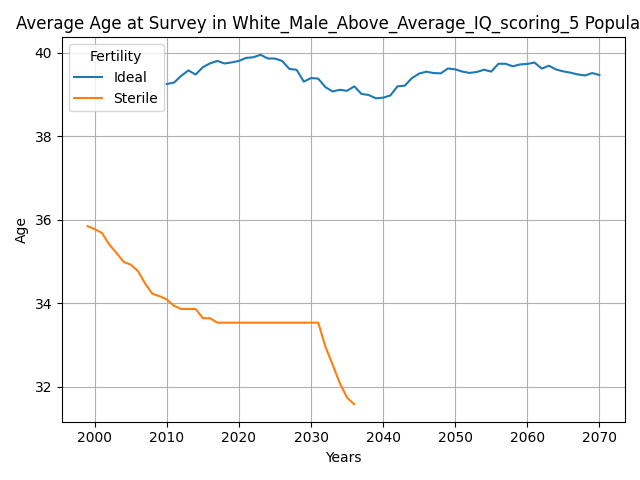 Average Age at Survey in White_Male_Above_Average_IQ_scoring_5 Popula
Fertility
Ideal
Sterile
40
38
36
34
32
Age
2000 2010 2020 2030 2040 2050 2060 2070
Years